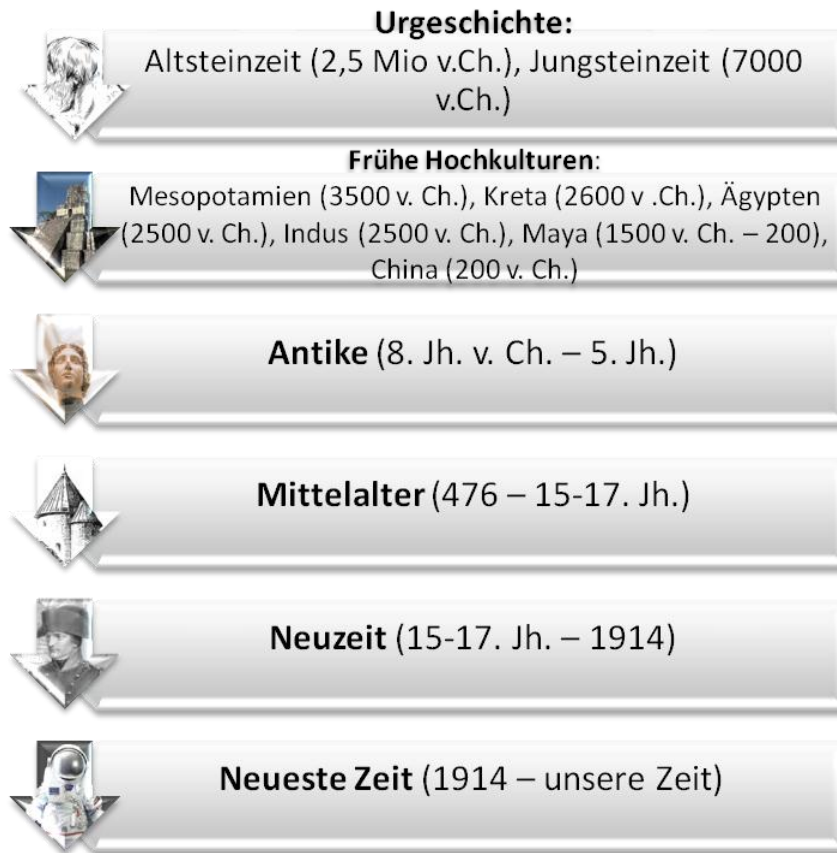 Urgeschichte:
Altsteinzeit (2,5 Mio v.Ch.), Jungsteinzeit (7000
v.Ch.)
Frühe Hochkulturen:
Mesopotamien (3500 v. Ch.), Kreta (2600 v .Ch.), Ägypten
(2500 v. Ch.), Indus (2500 v. Ch.), Maya (1500 v. Ch. – 200),
China (200 v. Ch.)
Antike (8. Jh. v. Ch. – 5. Jh.)
Mittelalter (476 – 15-17. Jh.)
Neuzeit (15-17. Jh. – 1914)
Neueste Zeit (1914 – unsere Zeit)